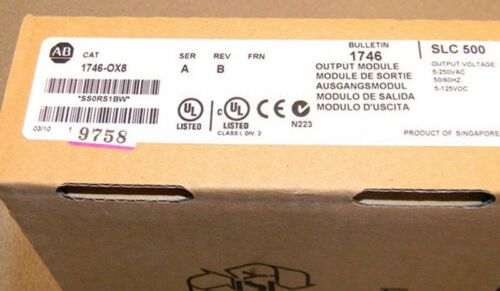 AB
CAT
1746-OX8
SER
A
REV
B
FRN
BULLETIN
1746
OUTPUT MODULE
MODULE DE SORTIE
AUSGANGSMODUL
MODULO DE SALIDA
MODULO D'USCITA
SLC 500
OUTPUT VOLTAGE
5-250VAC
50/60HZ
5-125VDC
*SS0RS1BW*
03/10
9758
UL
LISTED
c UL
LISTED
CLASS I, DIV. 2
N223
PRODUCT OF SINGAPORE